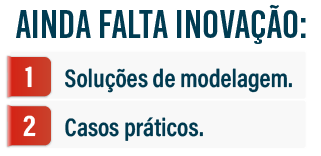 AINDA FALTA INOVAÇÃO:
1 Soluções de modelagem.
2 Casos práticos.